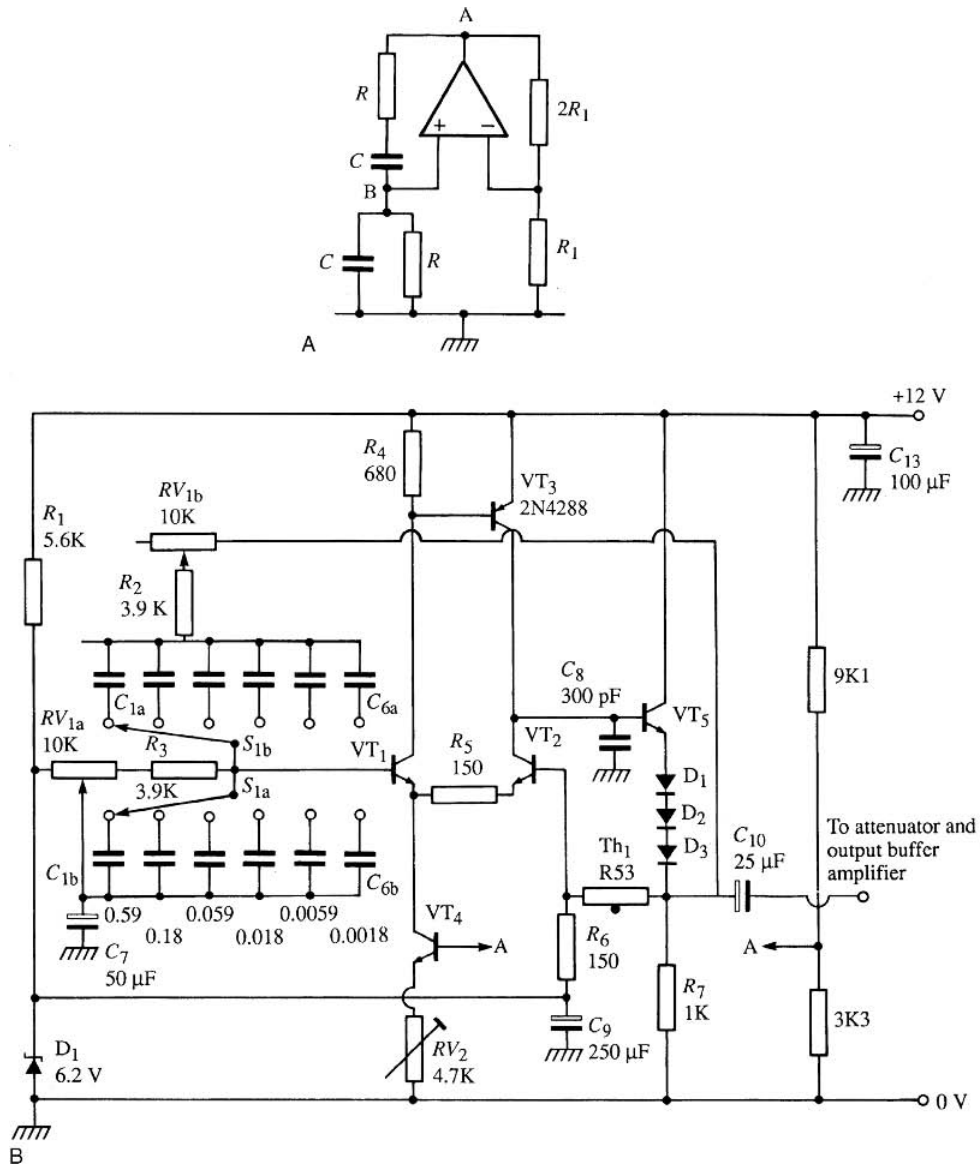 A
R
2R1
+
−
C
B
C
R
R1
A
+12 V
R4
680
C13
100 µF
VT3
2N4288
RV1b
10K
R1
5.6K
R2
3.9 K
9K1
C8
300 pF
C1a
C6a
VT5
RV1a
10K
R3
S1b
VT1
R5
150
VT2
3.9K
S1a
D1
D2
D3
C10
25 µF
To attenuator and
output buffer
amplifier
Th1
R53
C1b
C6b
0.59
0.059
0.0059
0.18
0.018
0.0018
VT4
A
A
C7
50 µF
R6
150
R7
1K
3K3
C9
250 µF
D1
6.2 V
RV2
4.7K
0 V
B